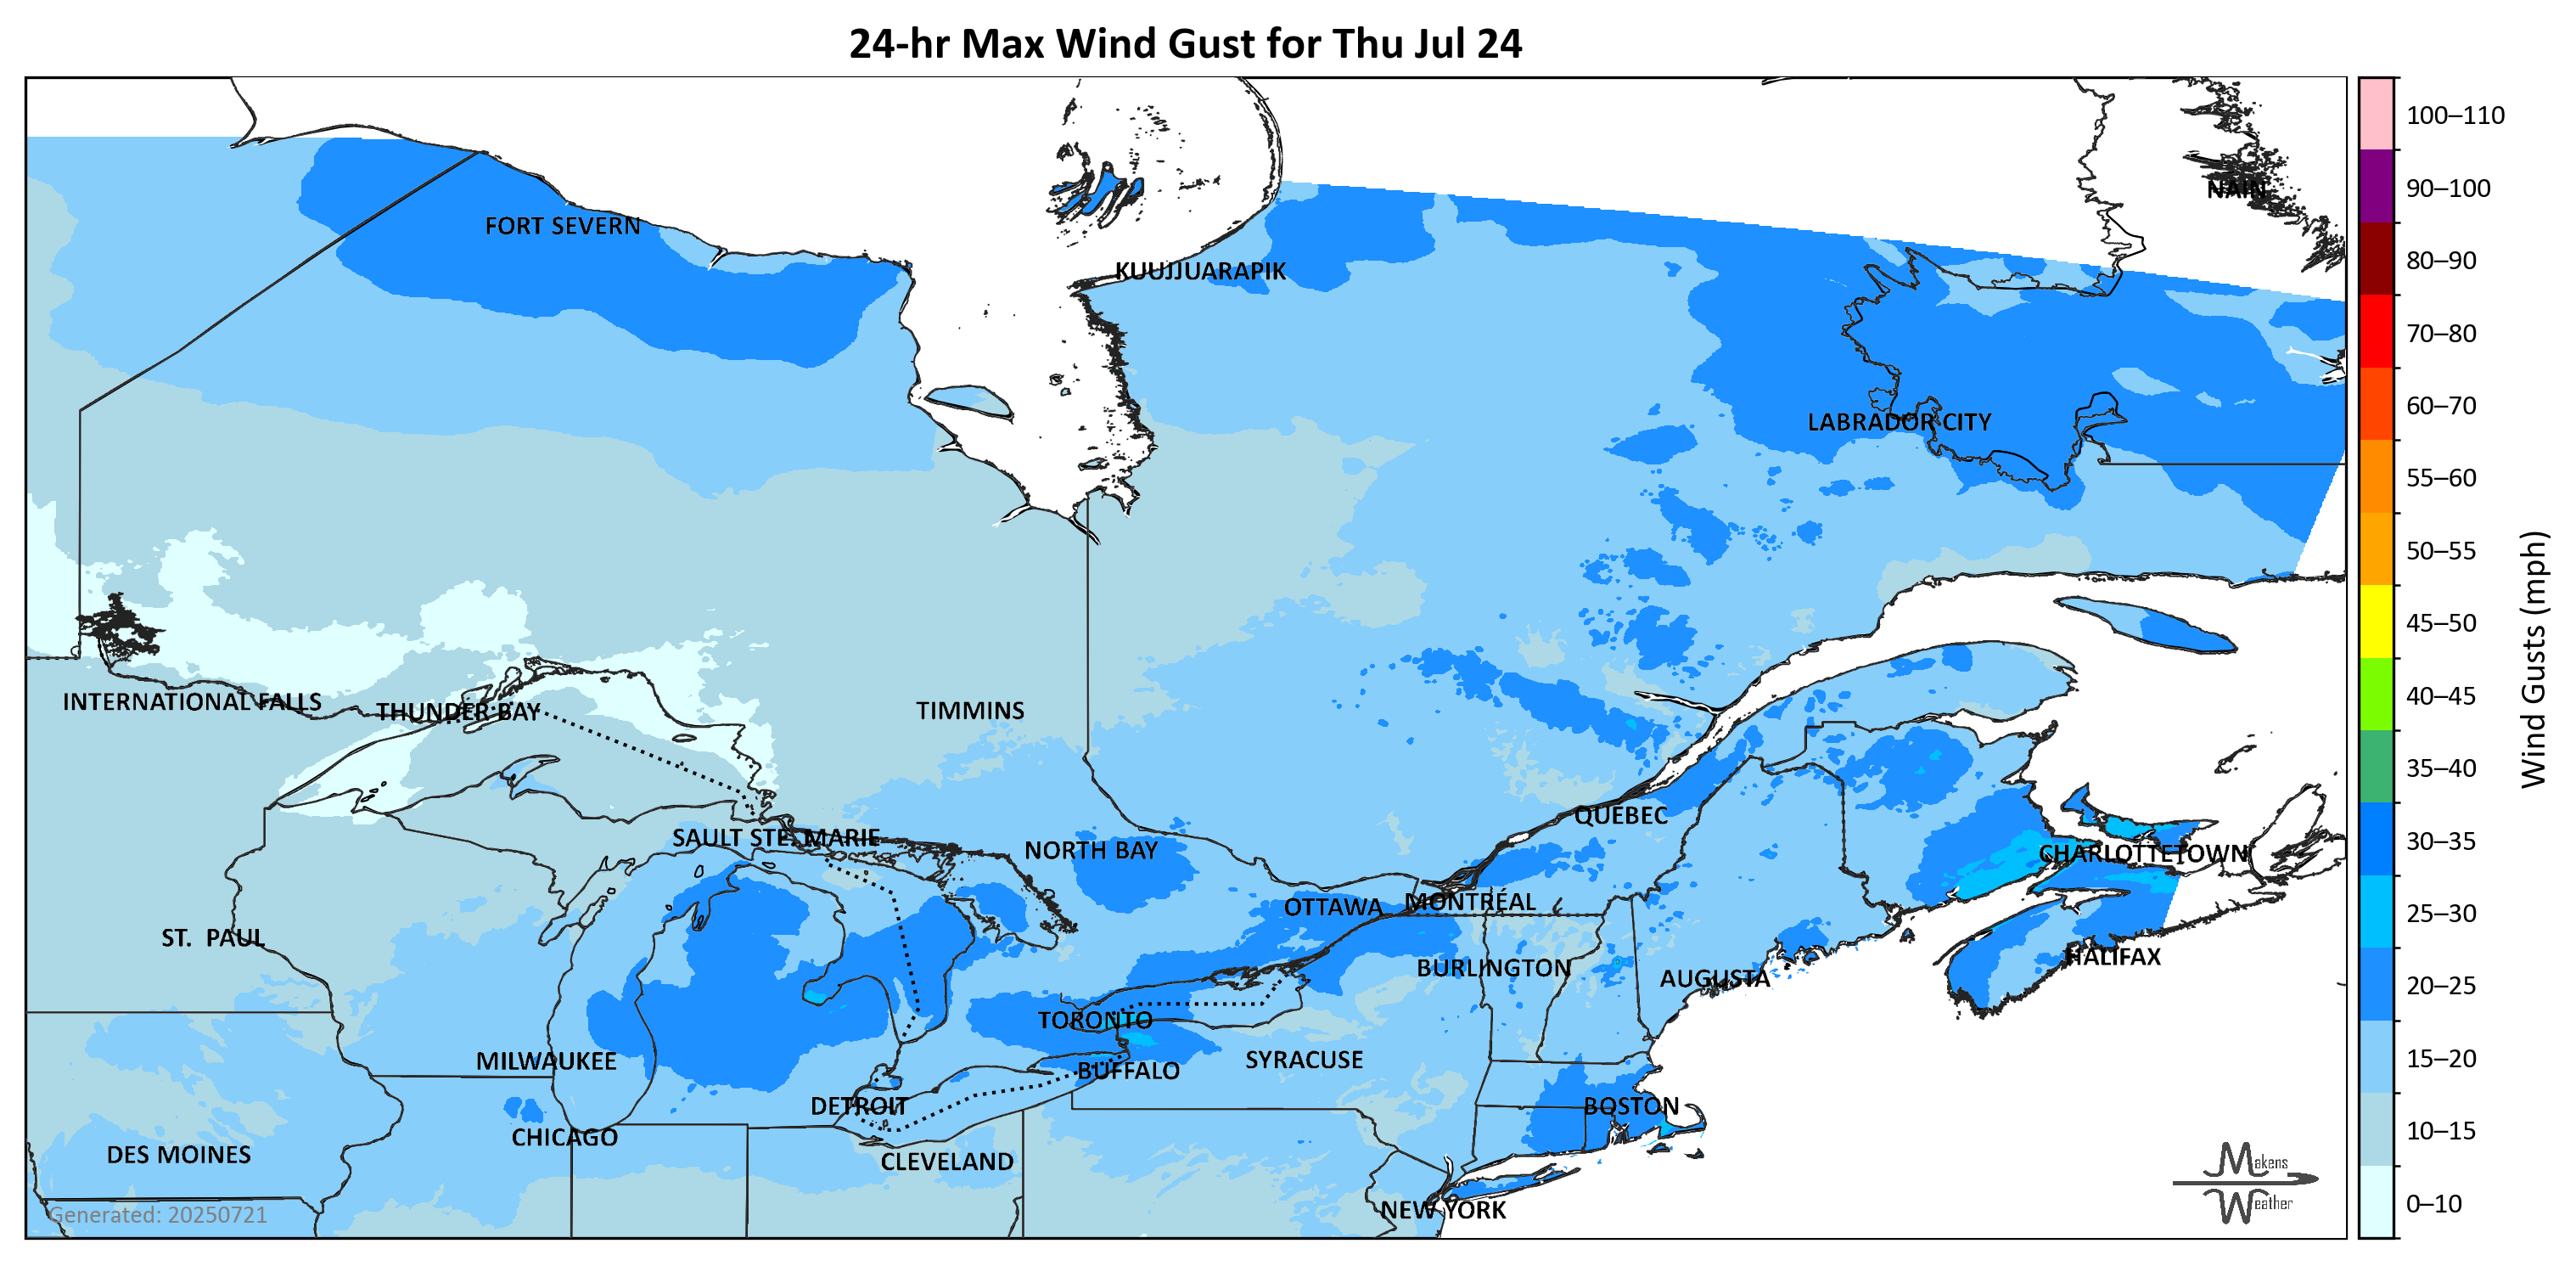 24-hr Max Wind Gust for Thu Jul 24
100–110
90–100
NAIN
FORT SEVERN
80–90
KUUJJUARAPIK
70–80
60–70
LABRADOR CITY
55–60
50–55
45–50
Wind Gusts (mph)
40–45
INTERNATIONAL FALLS
THUNDER BAY
TIMMINS
35–40
QUEBEC
SAULT STE. MARIE
30–35
NORTH BAY
CHARLOTTETOWN
MONTRÉAL
OTTAWA
25–30
ST. PAUL
HALIFAX
BURLINGTON
AUGUSTA
20–25
TORONTO
MILWAUKEE
SYRACUSE
15–20
BUFFALO
DETROIT
BOSTON
10–15
CHICAGO
DES MOINES
CLEVELAND
Makens
Weather
0–10
NEW YORK
Generated: 20250721